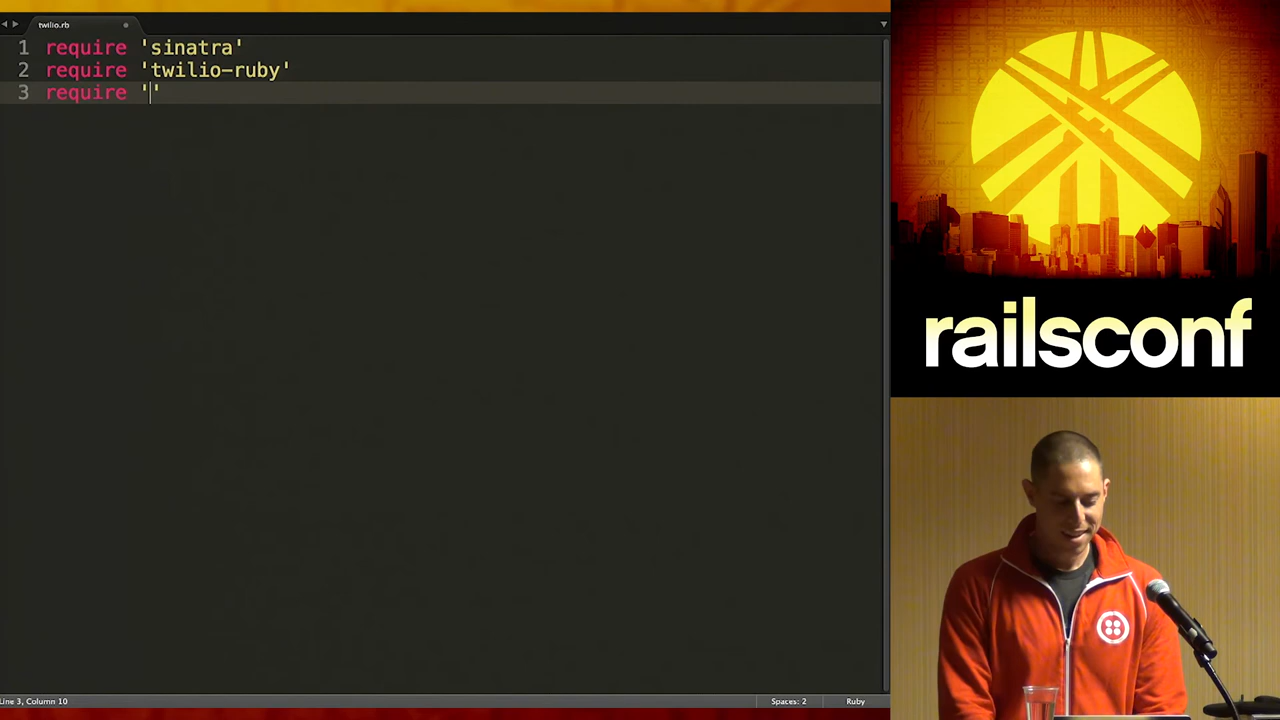 twilio.rb
1 require 'sinatra'
2 require 'twilio-ruby'
3 require ''
Line 3, Column 10
Spaces: 2
Ruby
railsconf